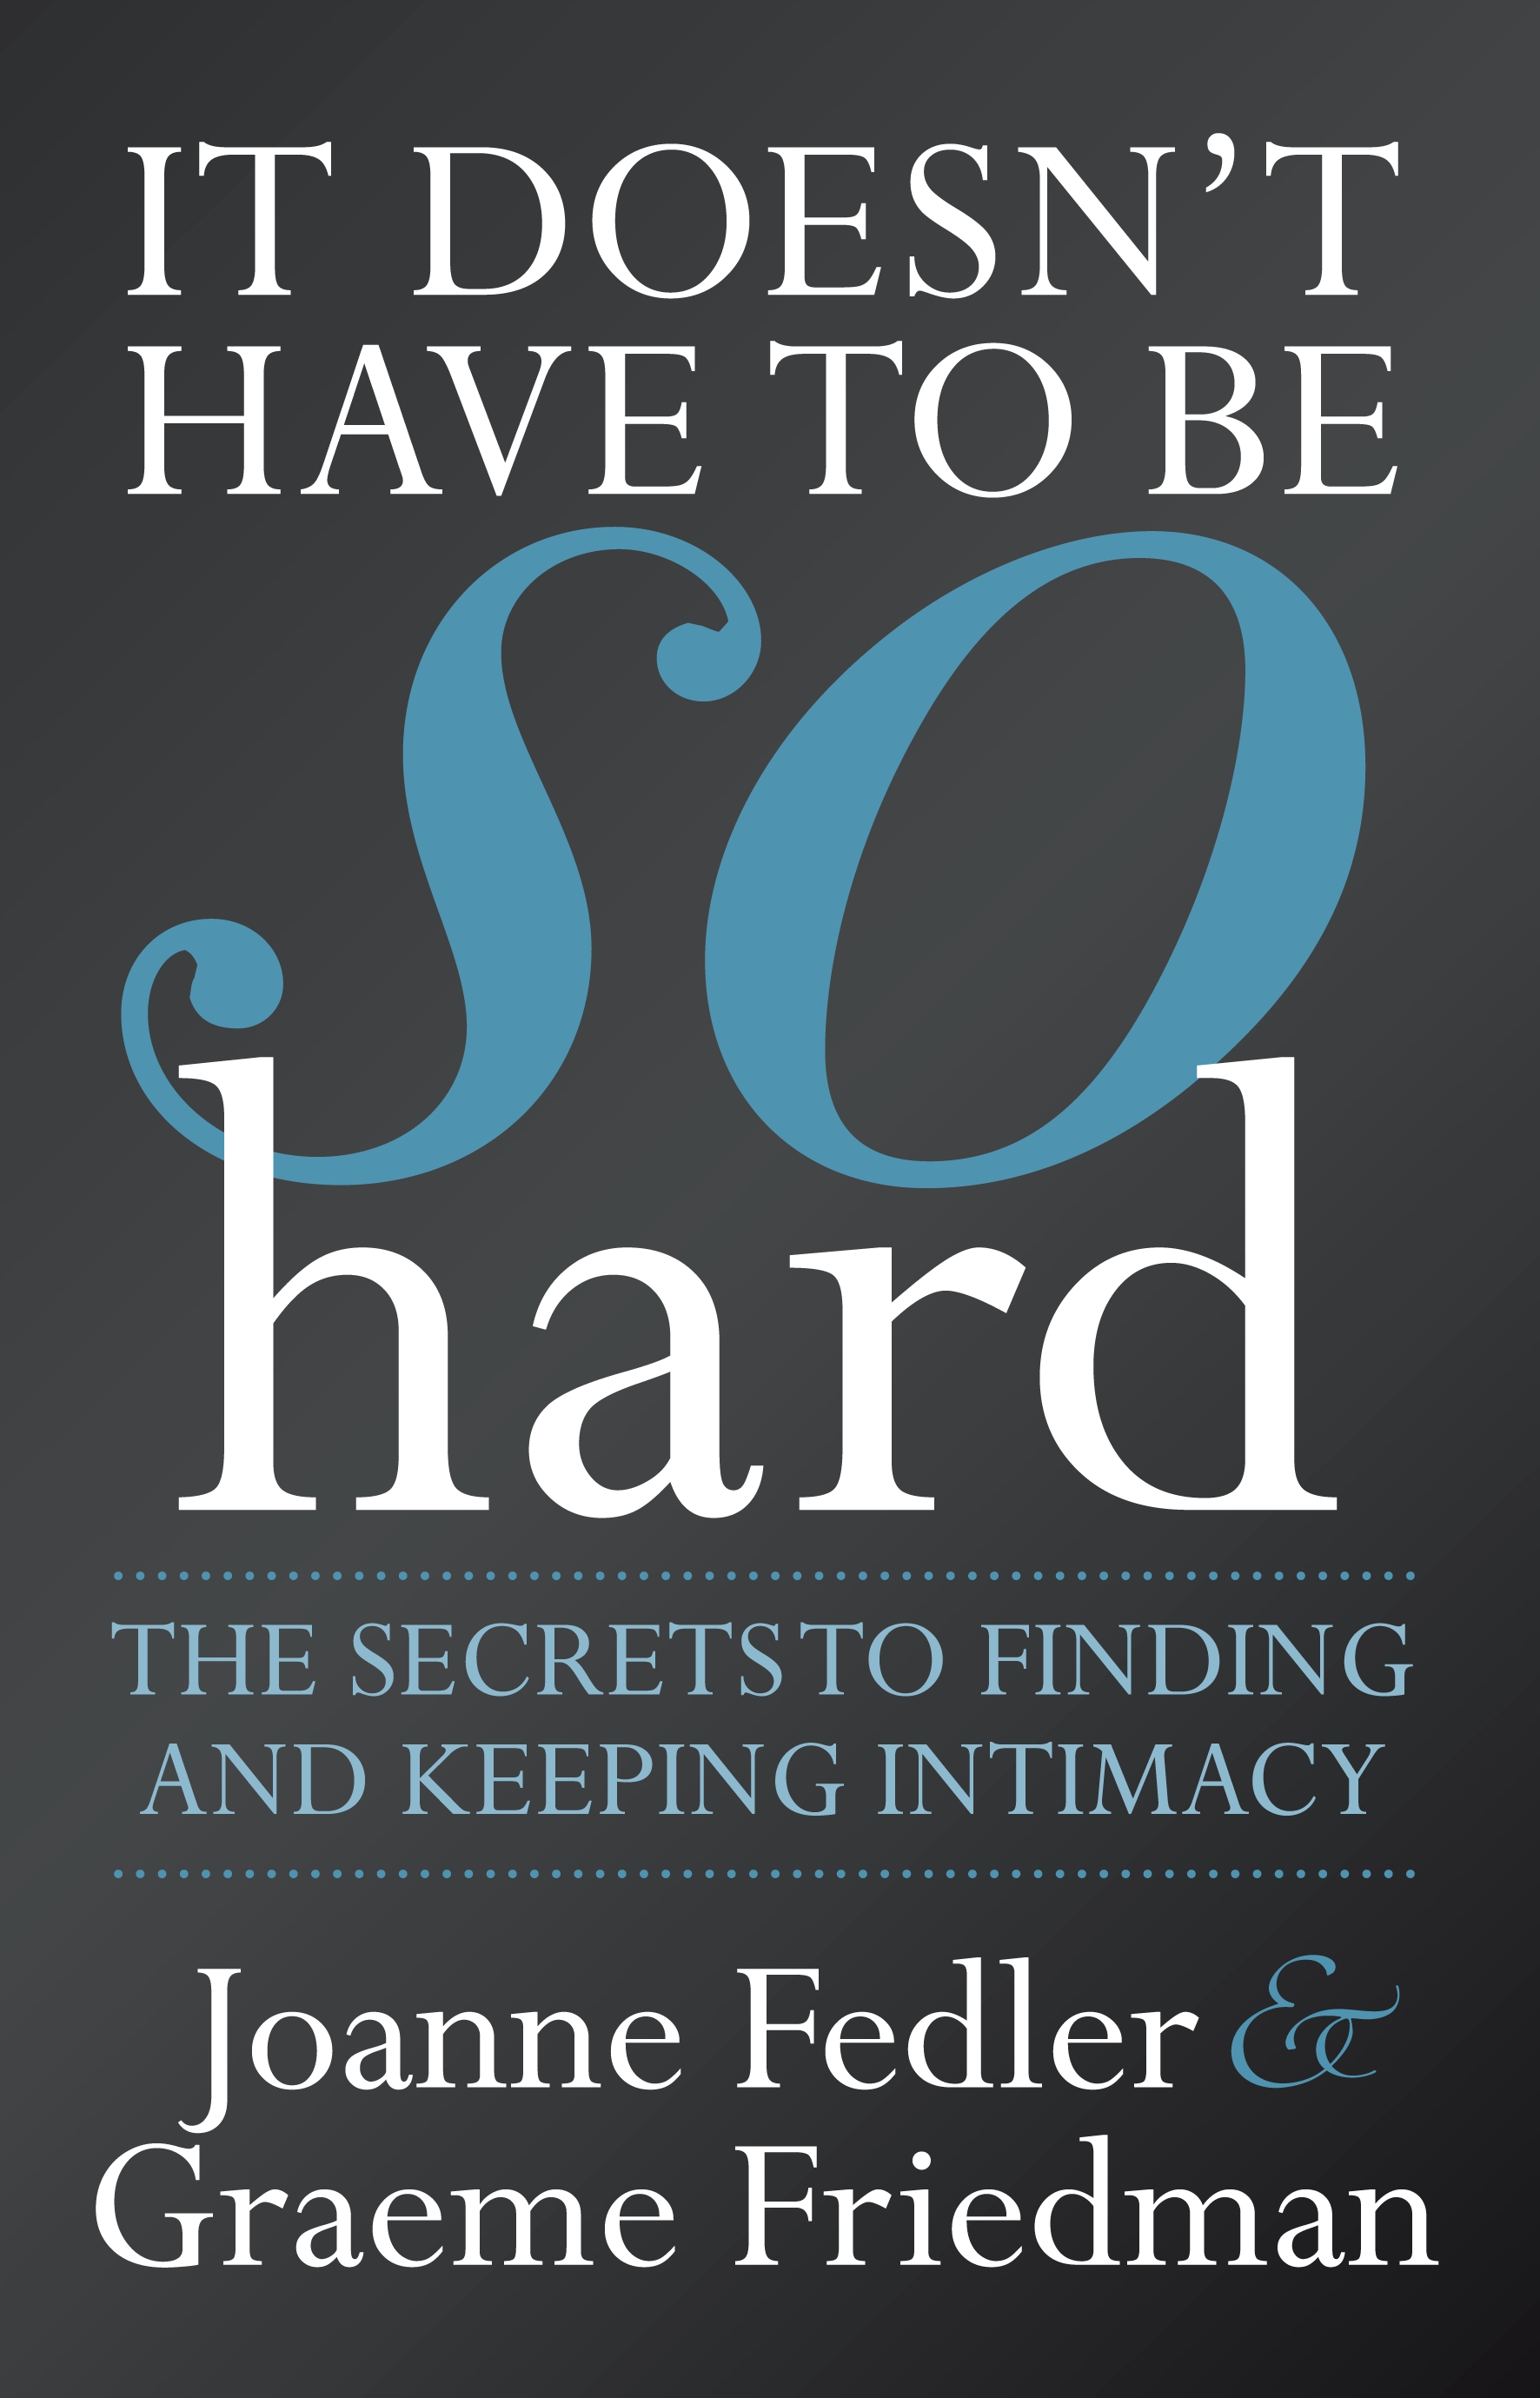 IT DOESN'T
HAVE TO BE
SO
hard
THE SECRETS TO FINDING
AND KEEPING INTIMACY
Joanne Fedler &
Graeme Friedman